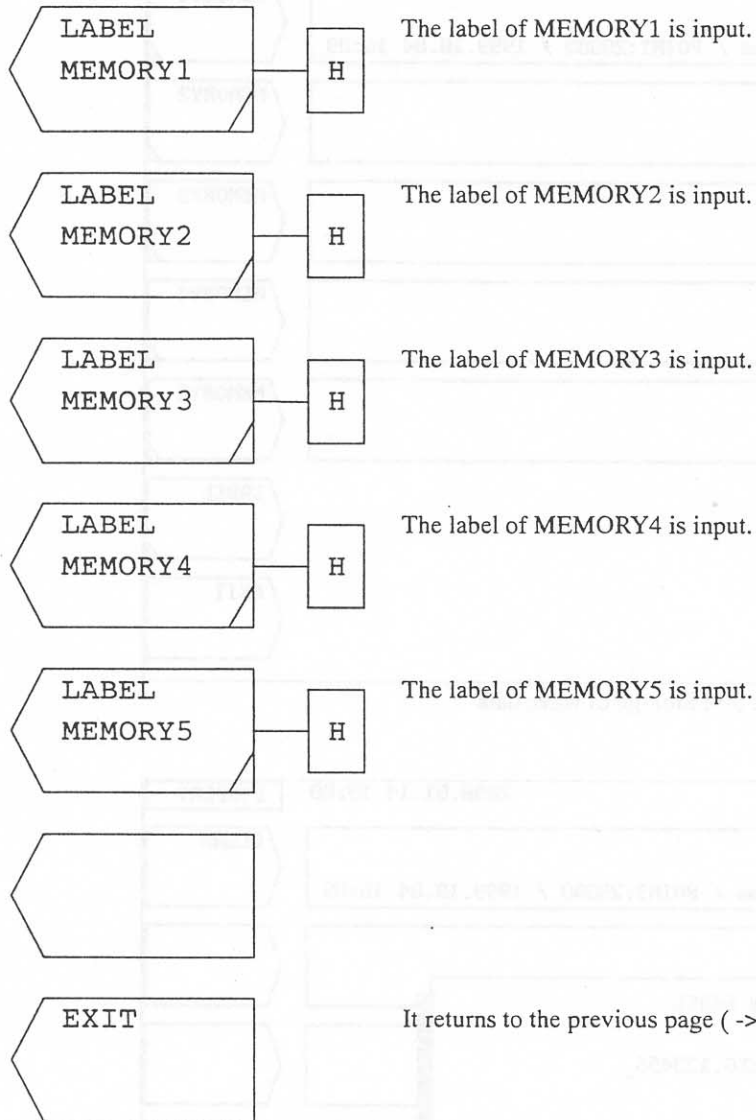 LABEL
The label of MEMORY1 is input.
MEMORY1 H
LABEL
The label of MEMORY2 is input.
MEMORY2 H
LABEL
The label of MEMORY3 is input.
MEMORY3 H
LABEL
The label of MEMORY4 is input.
MEMORY4 H
LABEL
The label of MEMORY5 is input.
MEMORY5 H
EXIT It returns to the previous page ( ->